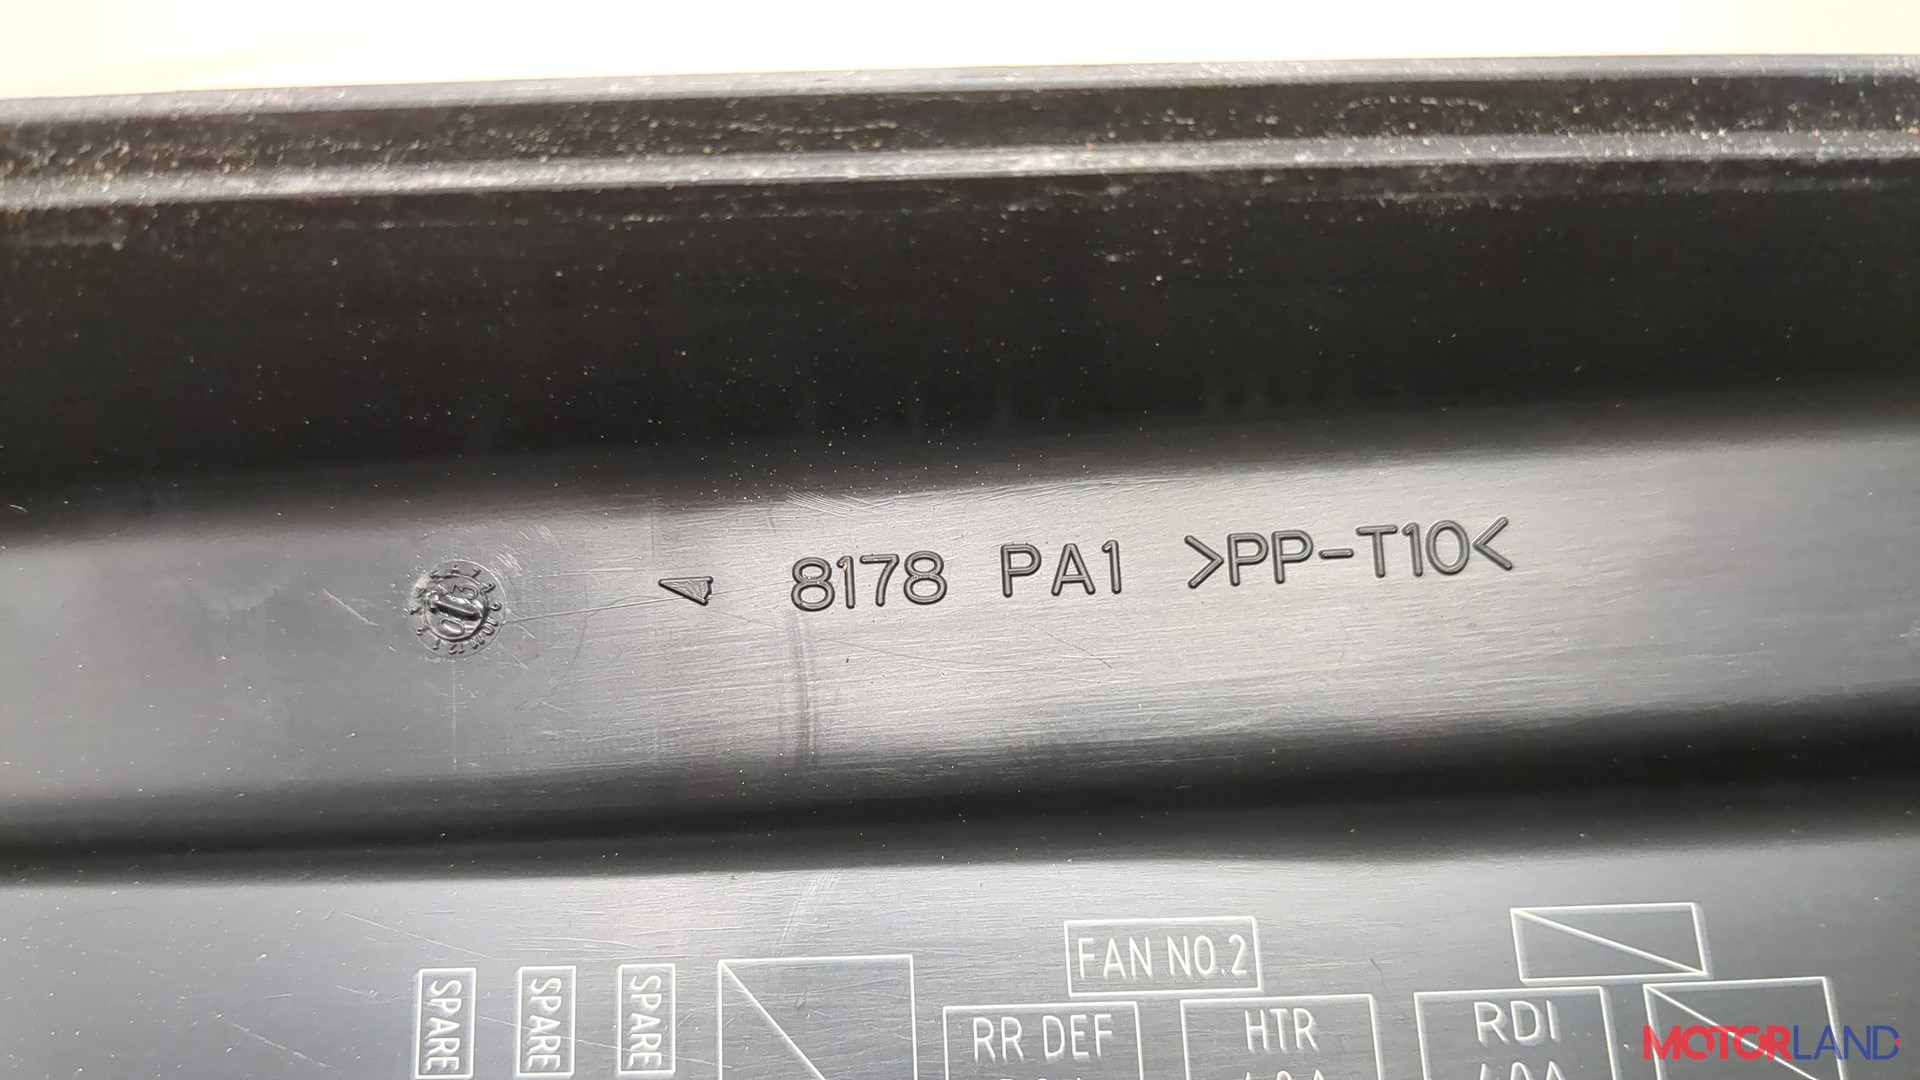 8178 PA1 >PP-T10<
FAN NO.2
SPARE
SPARE
SPARE
RR DEF
HTR
RDI
MOTORLAND